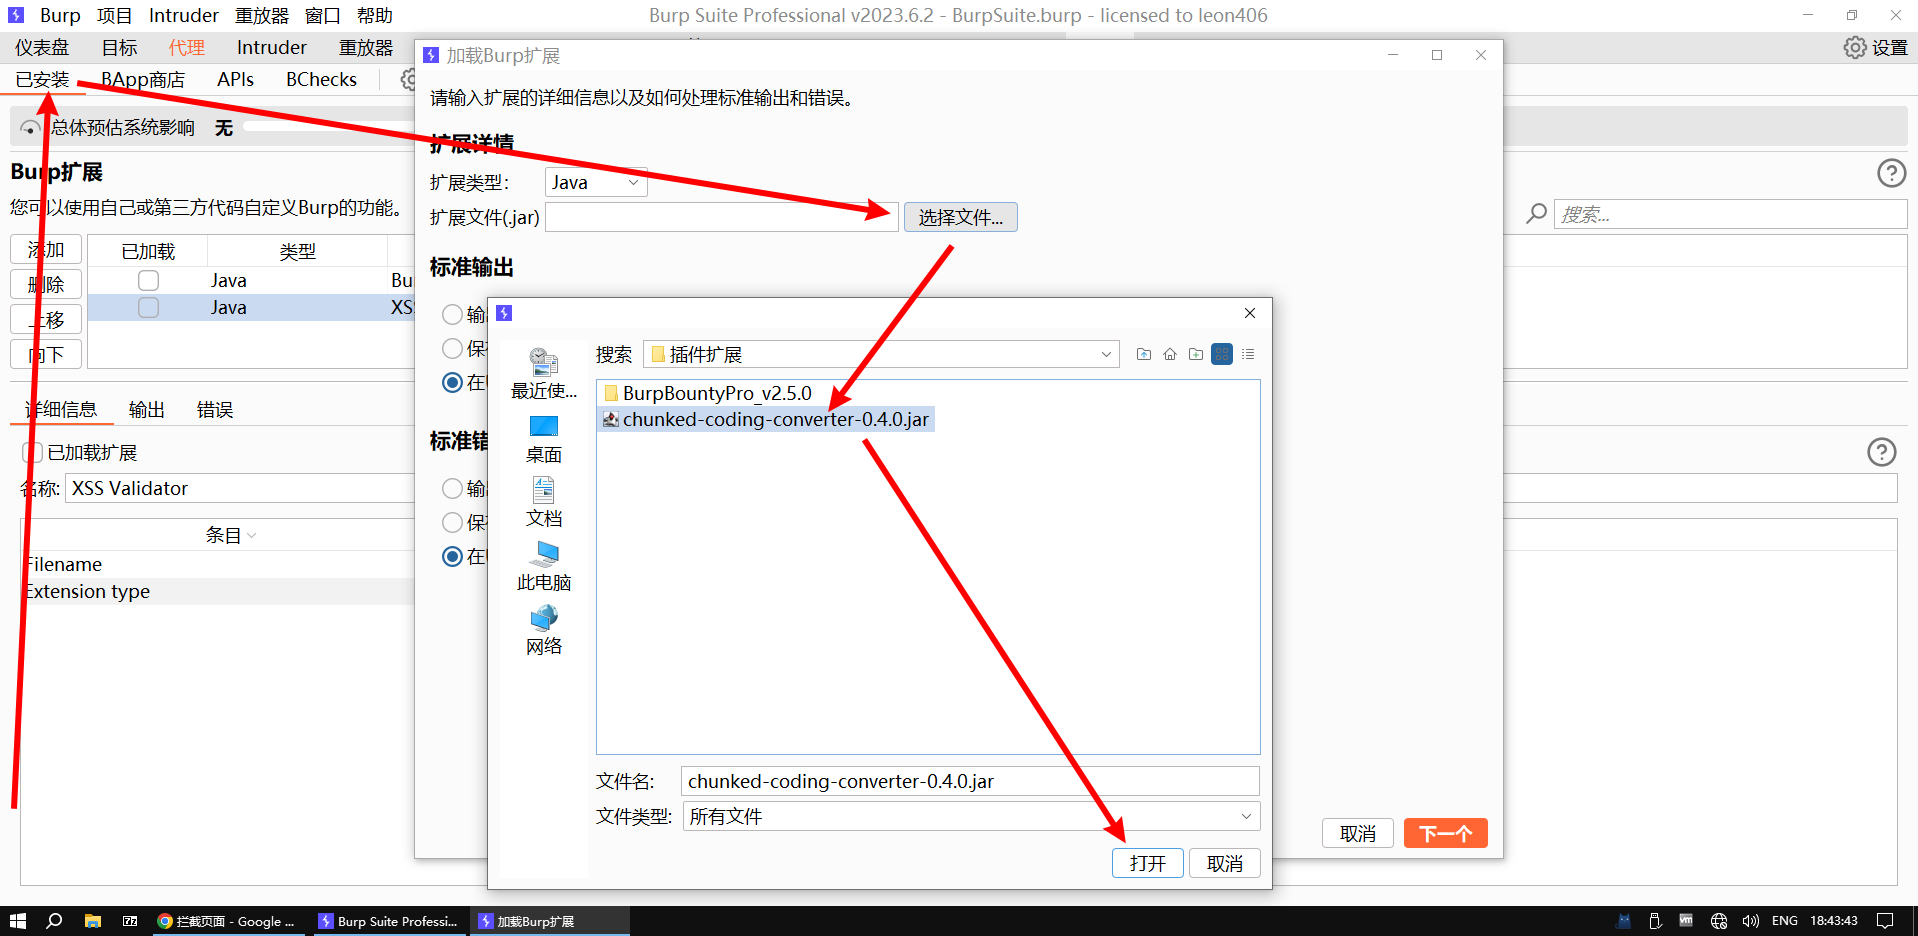 Burp 项目 Intruder 重放器 窗口 帮助
Burp Suite Professional v2023.6.2 - BurpSuite.burp - licensed to leon406
仪表盘 目标 代理 Intruder 重放器
设置
已安装 BApp商店 APIs BChecks
总体预估系统影响 无
Burp扩展
您可以使用自己或第三方代码自定义Burp的功能。
搜索...
添加
删除
上移
向下
已加载 类型
Java Bu
Java XS
详细信息 输出 错误
已加载扩展
名称: XSS Validator
条目
Filename
Extension type
加载Burp扩展
请输入扩展的详细信息以及如何处理标准输出和错误。
扩展详情
扩展类型: Java
扩展文件(.jar) 选择文件...
标准输出
输
保
在
标准错
输
保
在
取消 下一个
搜索 插件扩展
最近使...
桌面
文档
此电脑
网络
BurpBountyPro_v2.5.0
chunked-coding-converter-0.4.0.jar
文件名: chunked-coding-converter-0.4.0.jar
文件类型: 所有文件
打开 取消
拦截页面 - Google ...
Burp Suite Professi...
加载Burp扩展
ENG 18:43:43